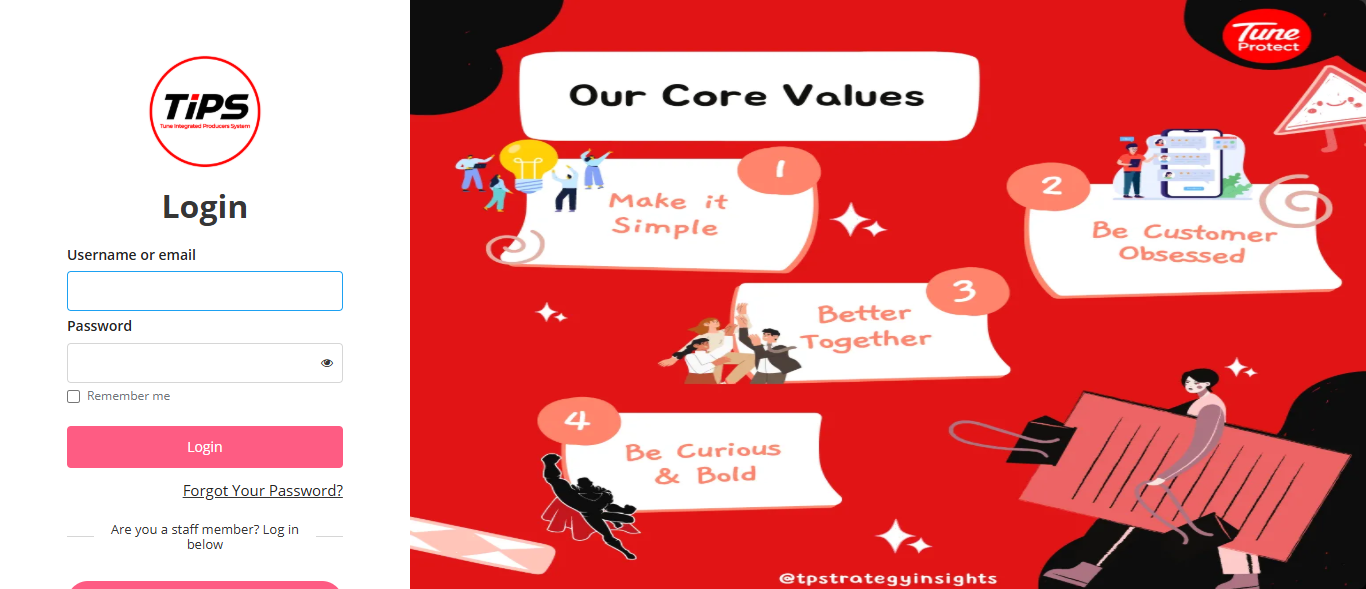 TiPS
Tune Integrated Producers System
Login
Username or email
Password
Remember me
Login
Forgot Your Password?
Are you a staff member? Log in
below
Tune
Protect
Our Core Values
1
Make it
Simple
2
Be Customer
Obsessed
3
Better
Together
4
Be Curious
& Bold
@tpstrategyinsights